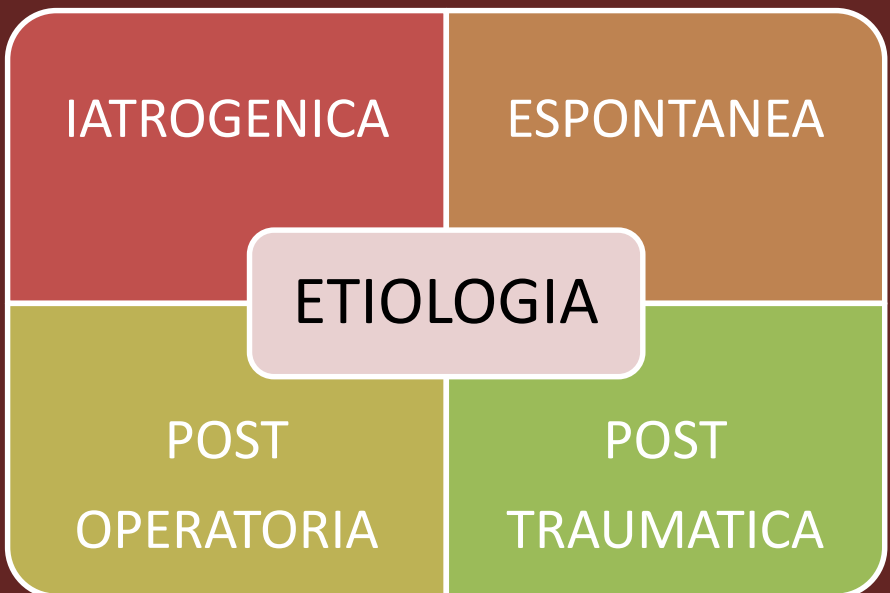 IATROGENICA
ESPONTANEA
ETIOLOGIA
POST
OPERATORIA
POST
TRAUMATICA